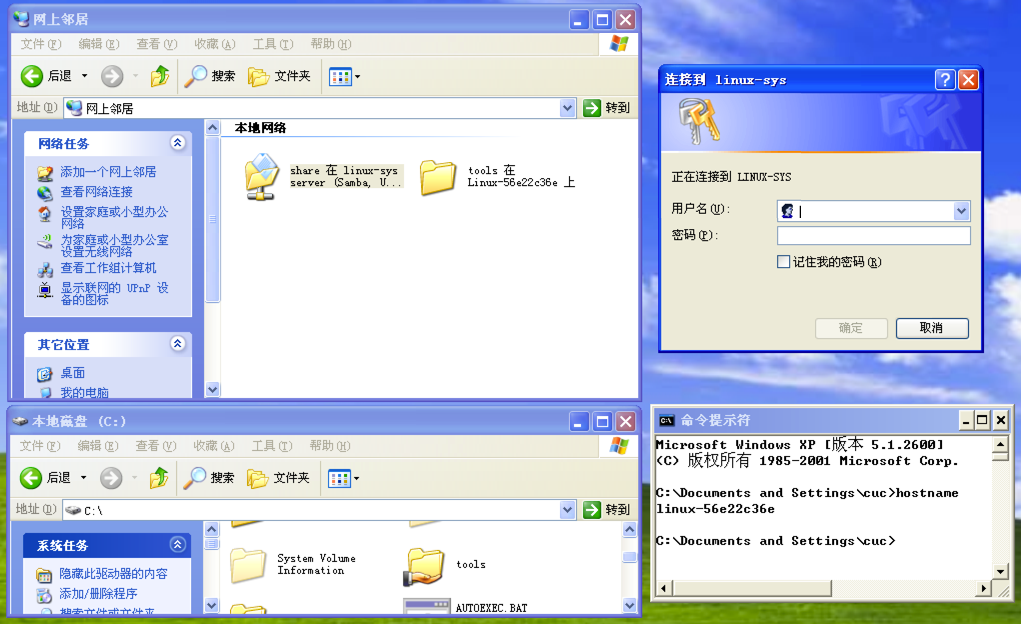 网上邻居
文件(F) 编辑(E) 查看(V) 收藏(A) 工具(T) 帮助(H)
后退 搜索 文件夹
地址(D) 网上邻居 转到
网络任务
添加一个网上邻居
查看网络连接
设置家庭或小型办公
网络
为家庭或小型办公室
设置无线网络
查看工作组计算机
显示联网的 UPnP 设
备的图标
其它位置
桌面
我的电脑
本地网络
share 在 linux-sys
server (Samba, U...
tools 在
Linux-56e22c36e 上
连接到 linux-sys
正在连接到 LINUX-SYS
用户名(U):
密码(P):
记住我的密码(R)
确定 取消
本地磁盘 (C:)
文件(F) 编辑(E) 查看(V) 收藏(A) 工具(T) 帮助(H)
后退 搜索 文件夹
地址(D) C:\ 转到
系统任务
隐藏此驱动器的内容
添加/删除程序
搜索文件或文件夹
System Volume
Information
tools
AUTOEXEC.BAT
命令提示符
Microsoft Windows XP [版本 5.1.2600]
(C) 版权所有 1985-2001 Microsoft Corp.
C:\Documents and Settings\cuc>hostname
linux-56e22c36e
C:\Documents and Settings\cuc>